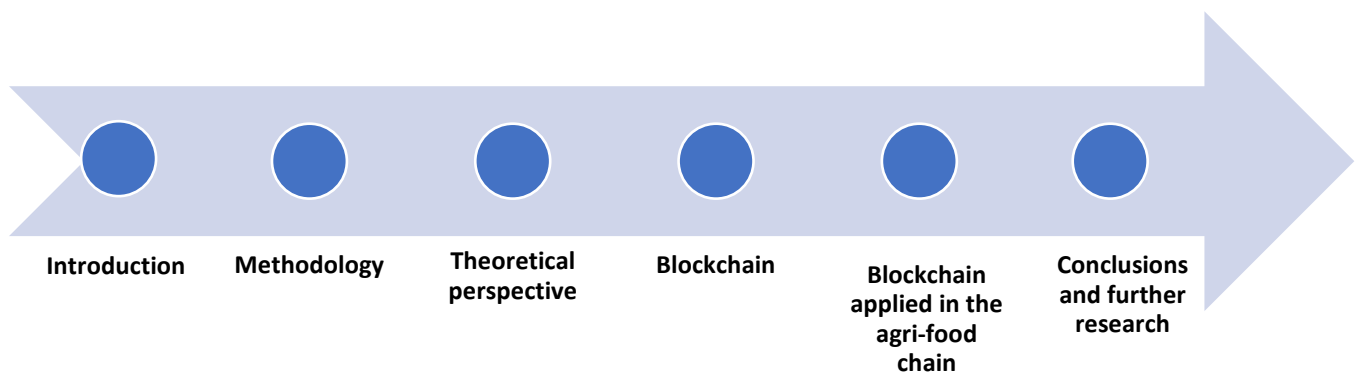 Introduction
Methodology
Theoretical
perspective
Blockchain
Blockchain
applied in the
agri-food
chain
Conclusions
and further
research